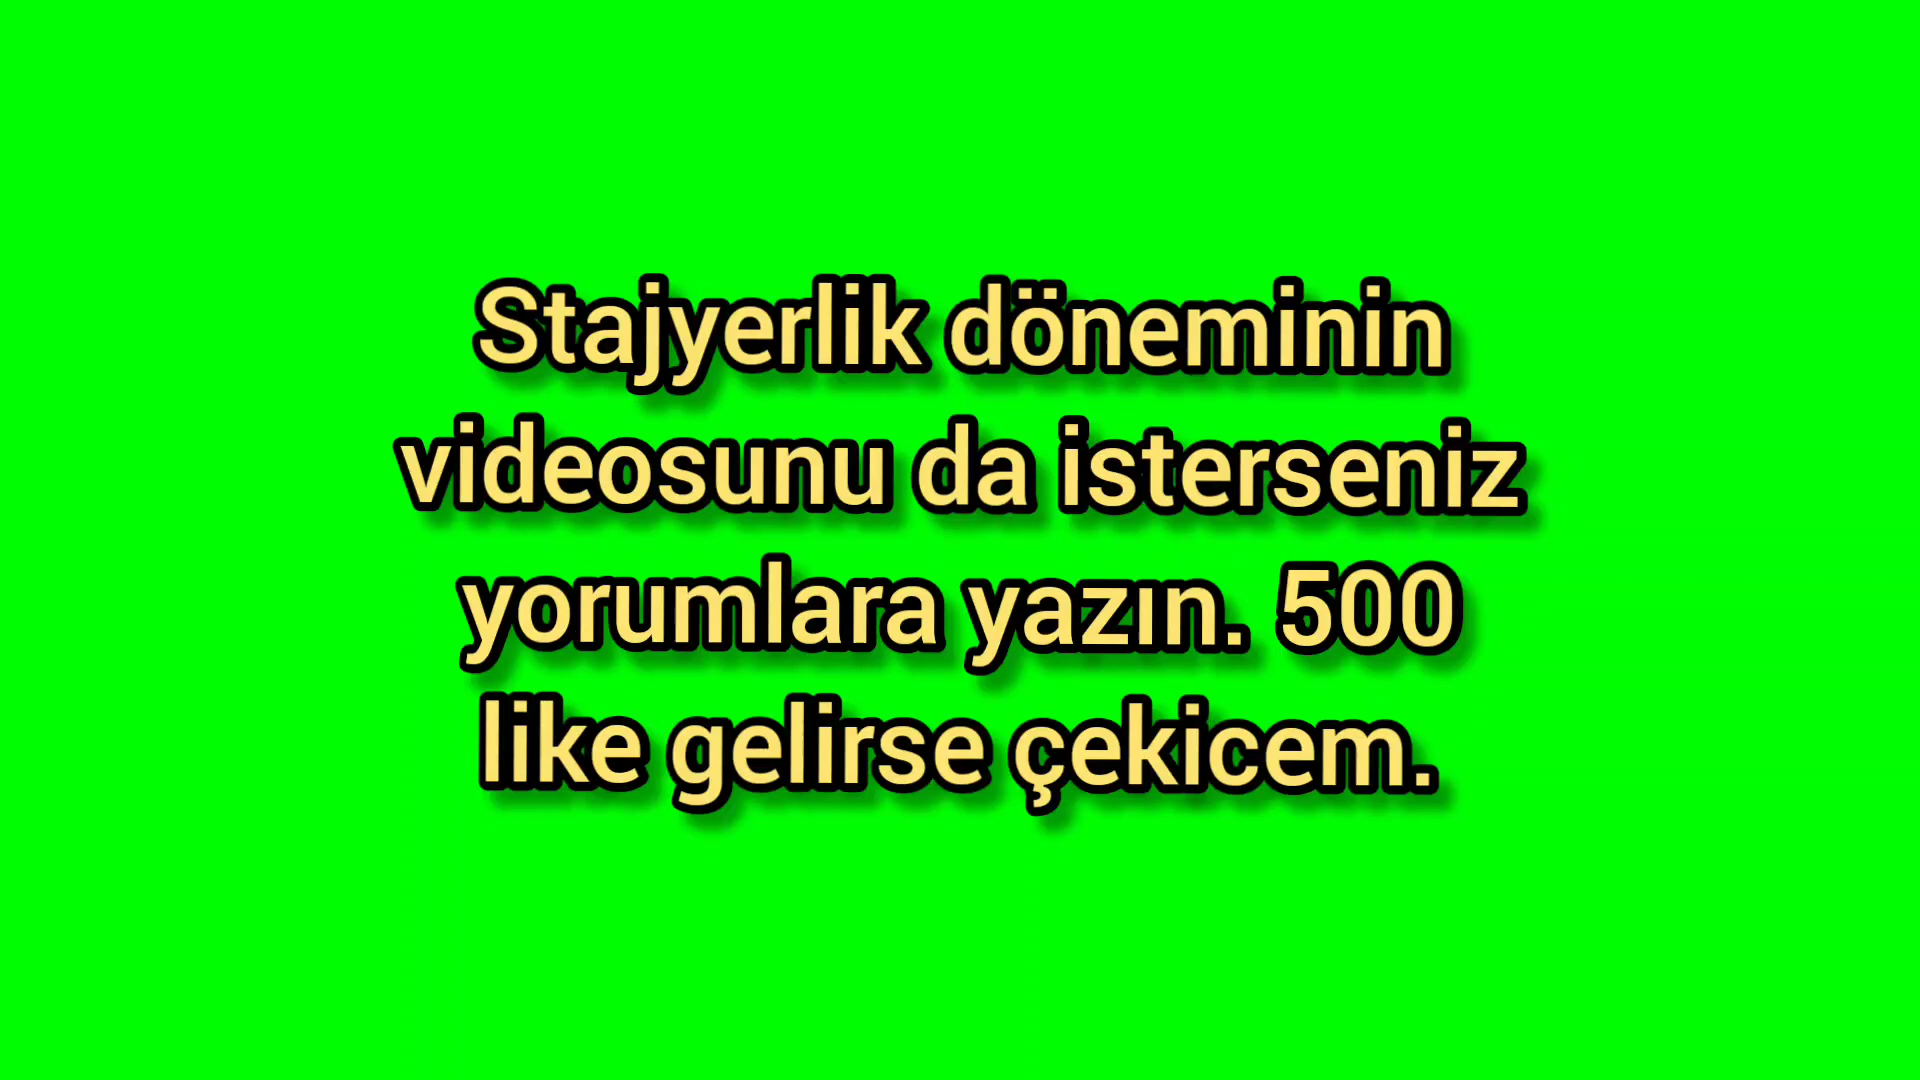 Stajyerlik döneminin
videosunu da isterseniz
yorumlara yazın. 500
like gelirse çekicem.